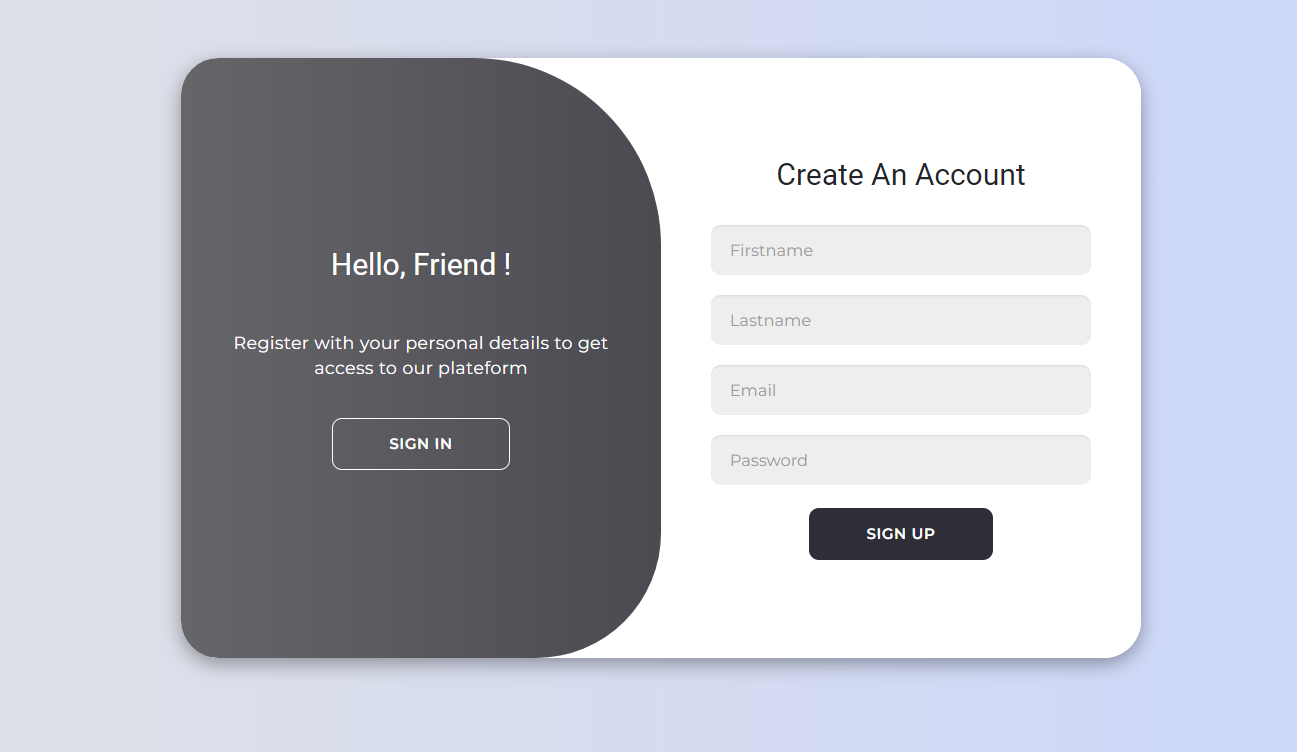 Hello, Friend !
Register with your personal details to get
access to our plateform
SIGN IN
Create An Account
Firstname
Lastname
Email
Password
SIGN UP